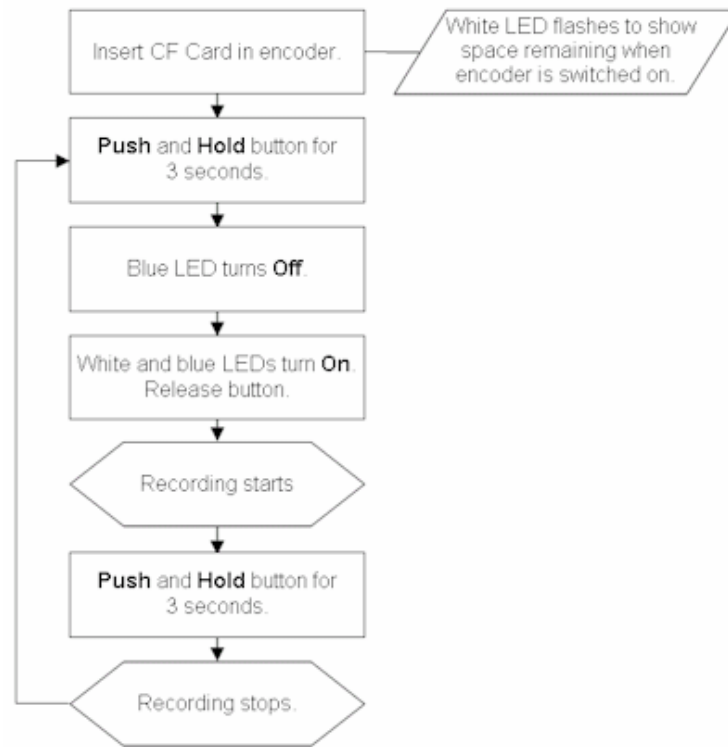 Insert CF Card in encoder.
White LED flashes to show
space remaining when
encoder is switched on.
Push and Hold button for
3 seconds.
Blue LED turns Off.
White and blue LEDs turn On.
Release button.
Recording starts
Push and Hold button for
3 seconds.
Recording stops.